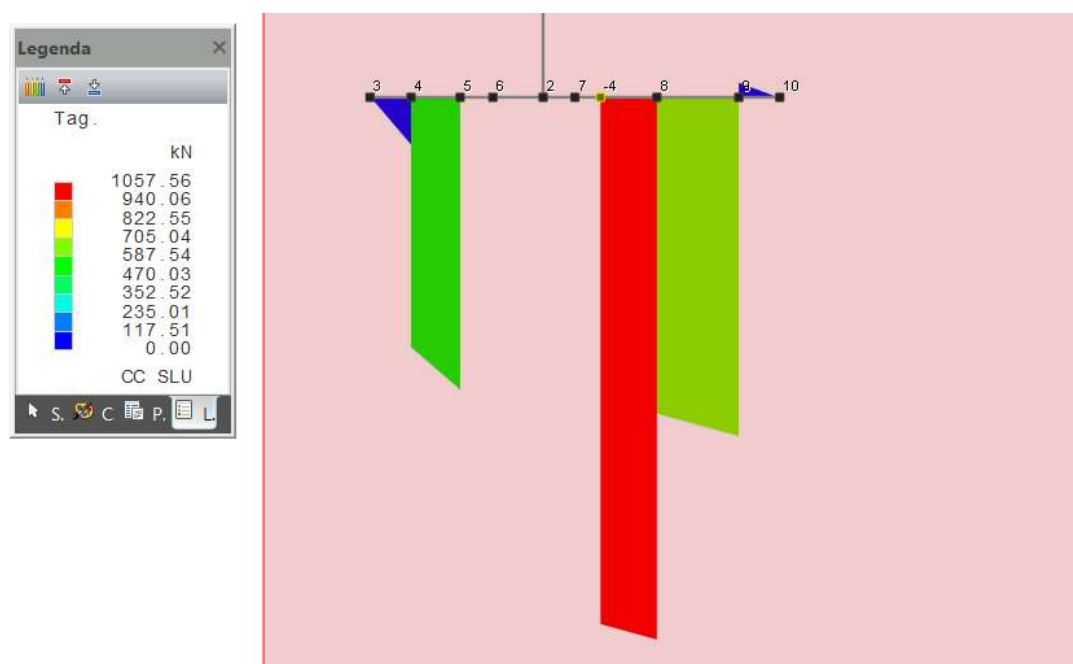 Legenda
Tag.
kN
1057.56
940.06
822.55
705.04
587.54
470.03
352.52
235.01
117.51
0.00
CC SLU
S. C P. L.
3 4 5 6 2 7 -4 8 9 10